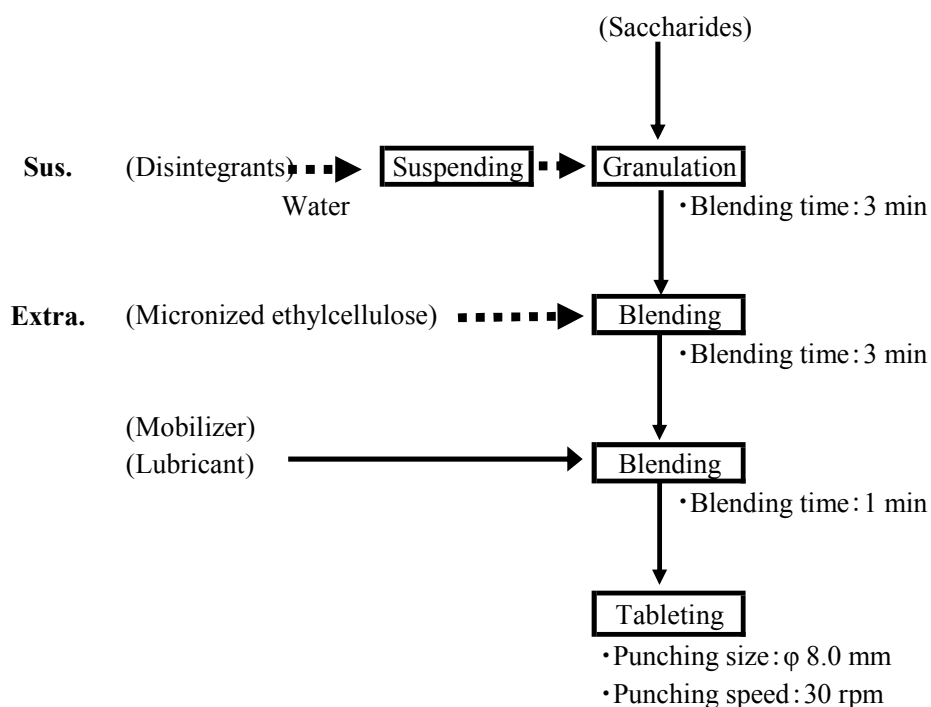 (Saccharides)
Sus. (Disintegrants) Suspending Granulation
Water
・Blending time：3 min
Extra. (Micronized ethylcellulose) Blending
・Blending time：3 min
(Mobilizer)
(Lubricant) Blending
・Blending time：1 min
Tableting
・Punching size：φ 8.0 mm
・Punching speed：30 rpm